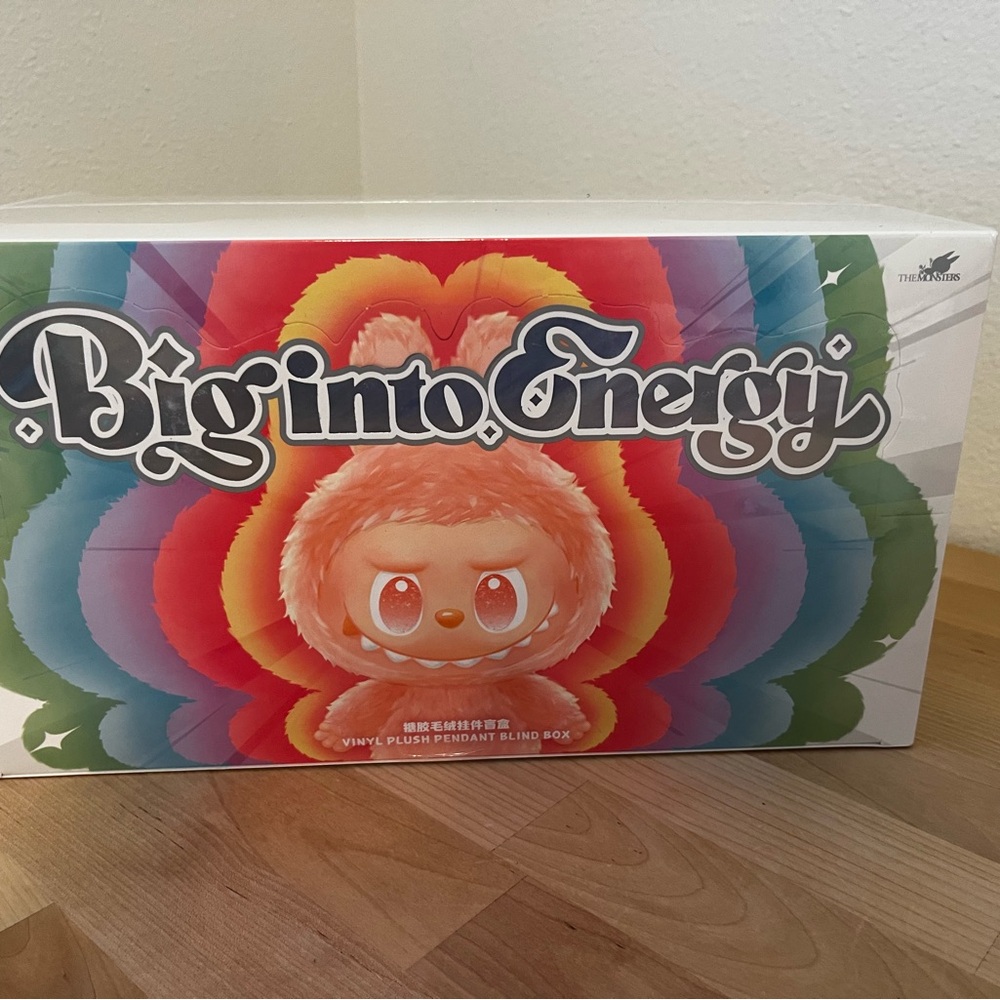 THE MONSTERS
Big into Energy
搪胶毛绒挂件盲盒
VINYL PLUSH PENDANT BLIND BOX